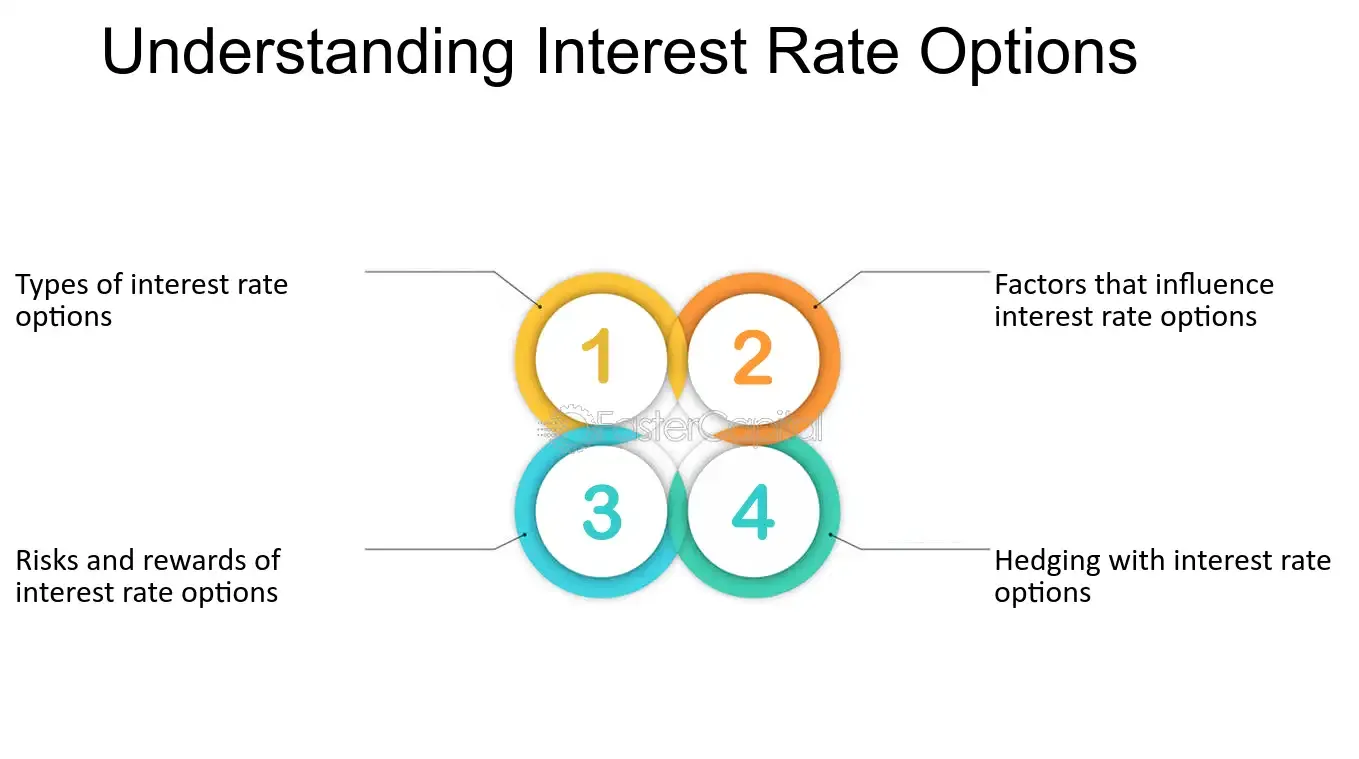 Understanding Interest Rate Options
Types of interest rate
options
1
2
Factors that influence
interest rate options
FasterCapital
Risks and rewards of
interest rate options
3
4
Hedging with interest rate
options